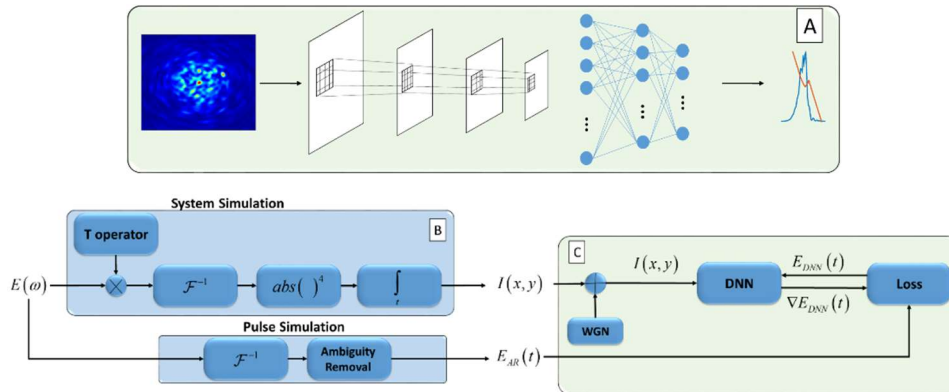 A
System Simulation
B
T operator
E(ω)
×
𝓕⁻¹
abs( )⁴
∫
t
I(x, y)
Pulse Simulation
𝓕⁻¹
Ambiguity
Removal
E_AR(t)
C
I(x, y)
WGN
DNN
E_DNN(t)
∇E_DNN(t)
Loss